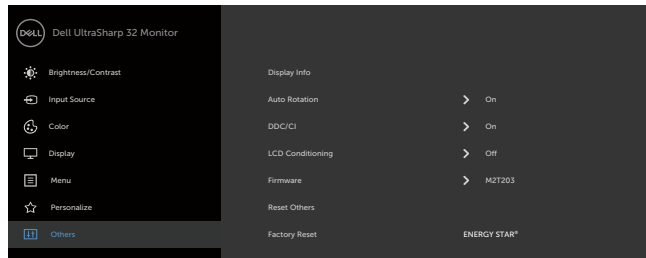 DELL Dell UltraSharp 32 Monitor
Brightness/Contrast Display Info
Input Source Auto Rotation On
Color DDC/CI On
Display LCD Conditioning Off
Menu Firmware M2T203
Personalize Reset Others
Others Factory Reset ENERGY STAR®